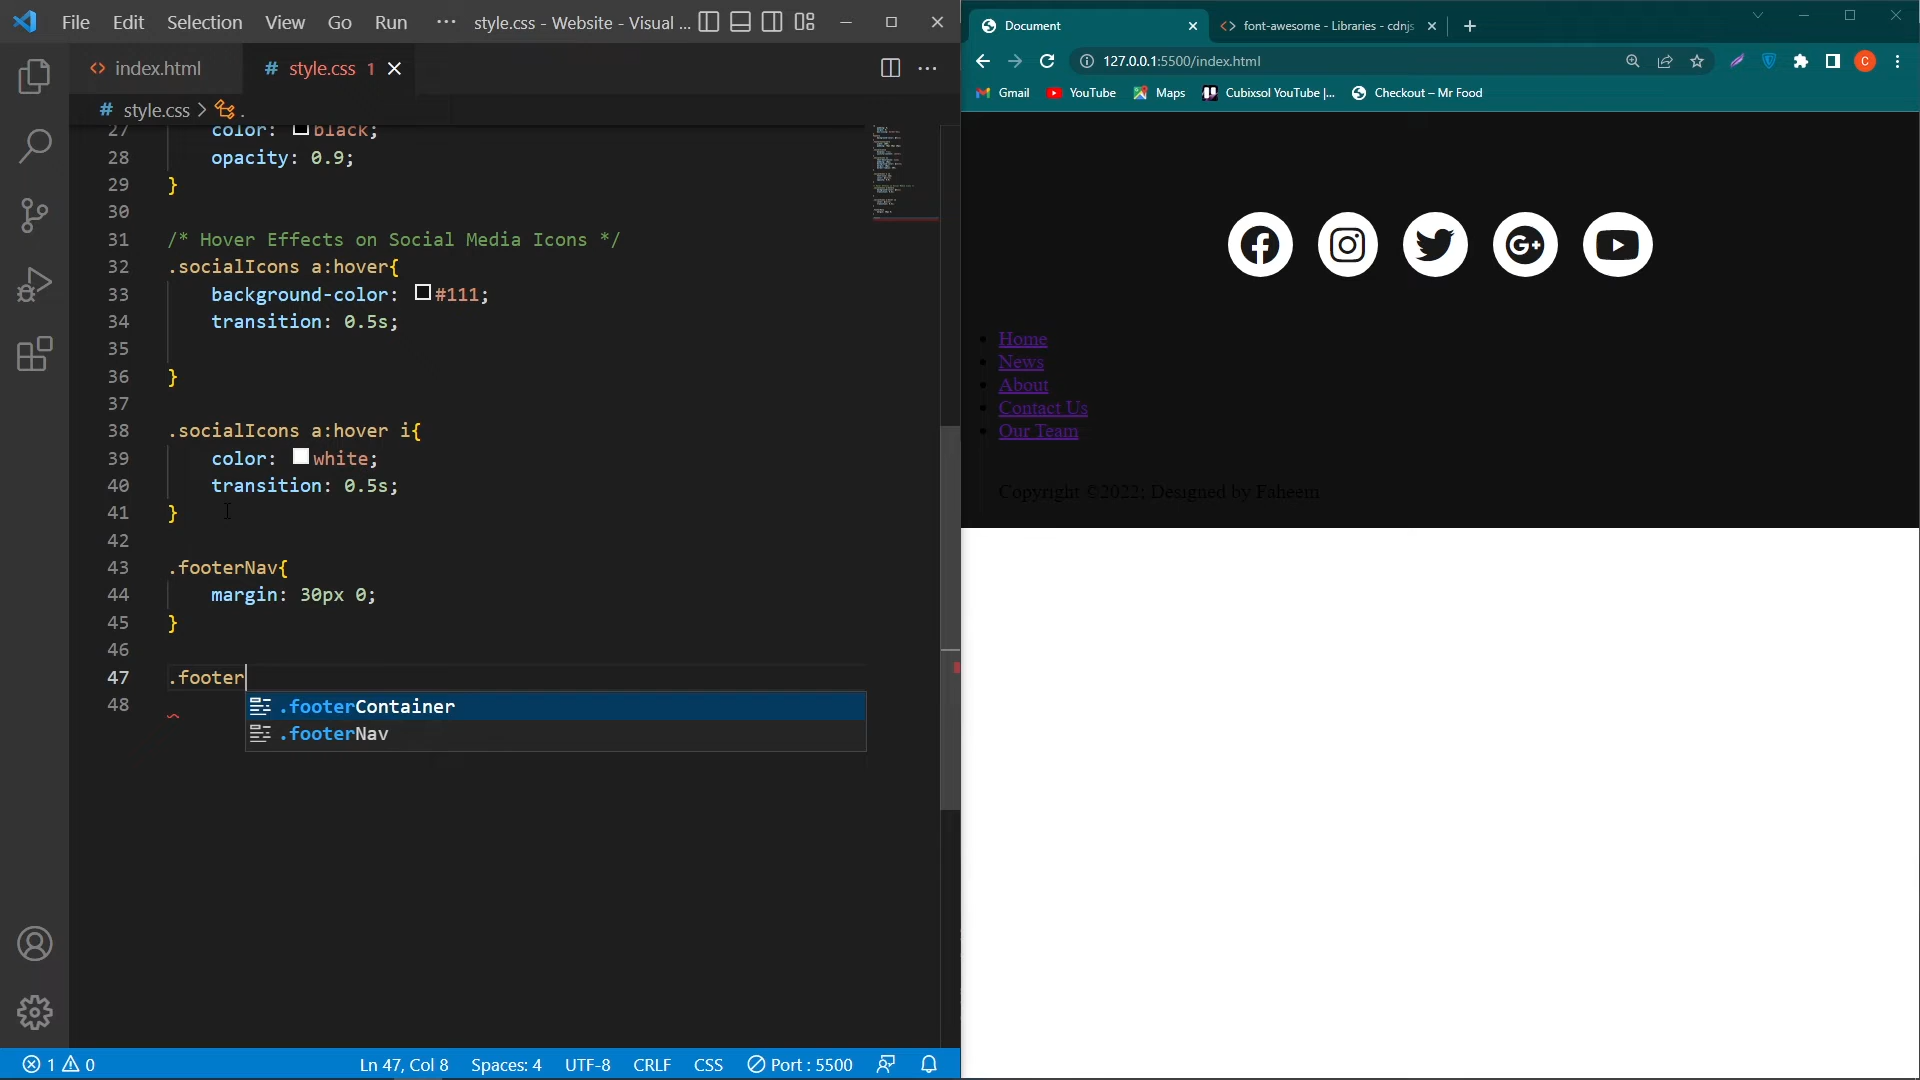 File Edit Selection View Go Run ··· style.css - Website - Visual ...
index.html
# style.css 1
# style.css > .
27 color: black;
28 opacity: 0.9;
29 }
30
31 /* Hover Effects on Social Media Icons */
32 .socialIcons a:hover{
33 background-color: #111;
34 transition: 0.5s;
35
36 }
37
38 .socialIcons a:hover i{
39 color: white;
40 transition: 0.5s;
41 }
42
43 .footerNav{
44 margin: 30px 0;
45 }
46
47 .footer
48
.footerContainer
.footerNav
1 0 Ln 47, Col 8 Spaces: 4 UTF-8 CRLF CSS Port : 5500
Document
font-awesome - Libraries - cdnjs
127.0.0.1:5500/index.html
C
Gmail YouTube Maps Cubixsol YouTube |... Checkout – Mr Food
G+
Home
News
About
Contact Us
Our Team
Copyright ©2022; Designed by Faheem